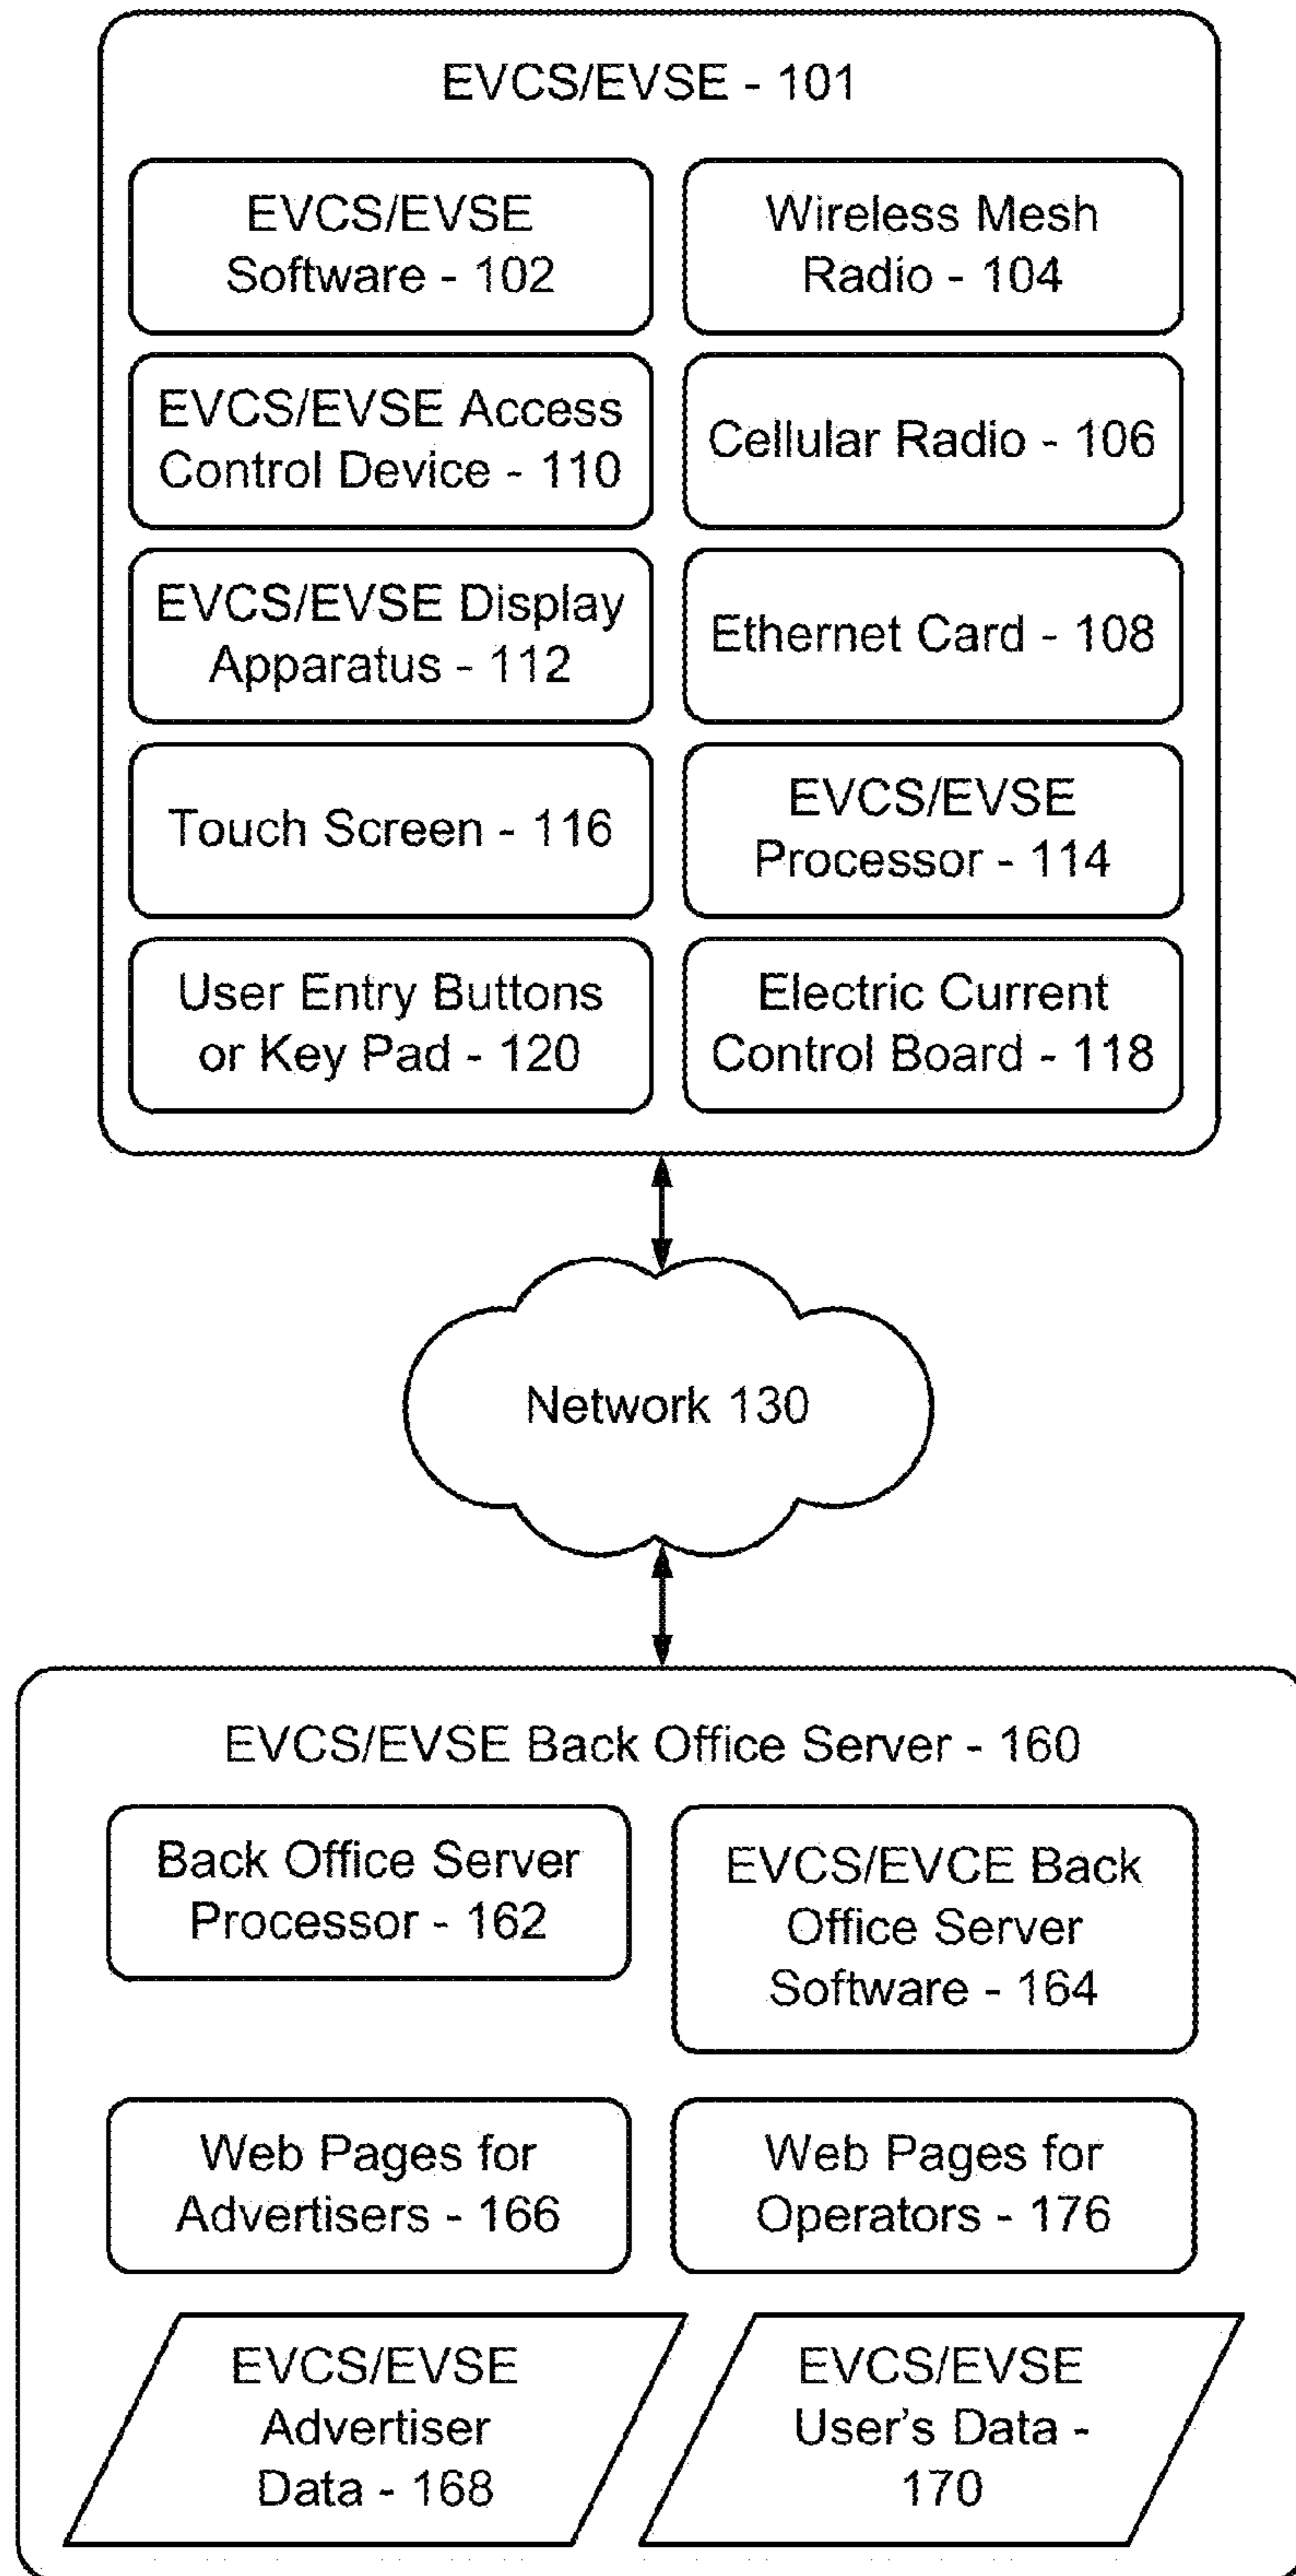 EVCS/EVSE - 101
EVCS/EVSE
Software - 102
Wireless Mesh
Radio - 104
EVCS/EVSE Access
Control Device - 110
Cellular Radio - 106
EVCS/EVSE Display
Apparatus - 112
Ethernet Card - 108
Touch Screen - 116
EVCS/EVSE
Processor - 114
User Entry Buttons
or Key Pad - 120
Electric Current
Control Board - 118
Network 130
EVCS/EVSE Back Office Server - 160
Back Office Server
Processor - 162
EVCS/EVCE Back
Office Server
Software - 164
Web Pages for
Advertisers - 166
Web Pages for
Operators - 176
EVCS/EVSE
Advertiser
Data - 168
EVCS/EVSE
User’s Data -
170